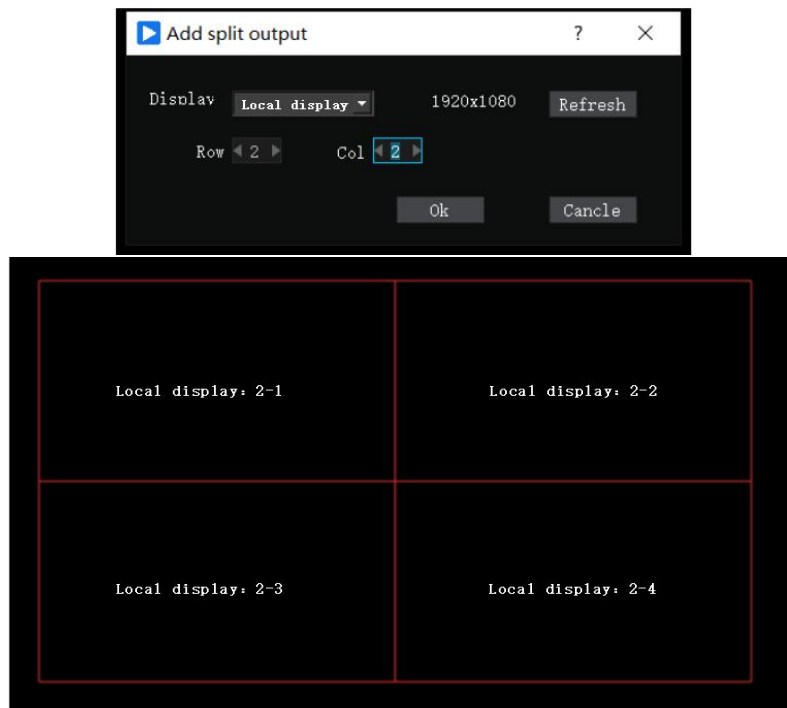 Add split output ? ×
Display Local display 1920x1080 Refresh
Row 2 Col 2
Ok Cancle
Local display: 2-1 Local display: 2-2
Local display: 2-3 Local display: 2-4